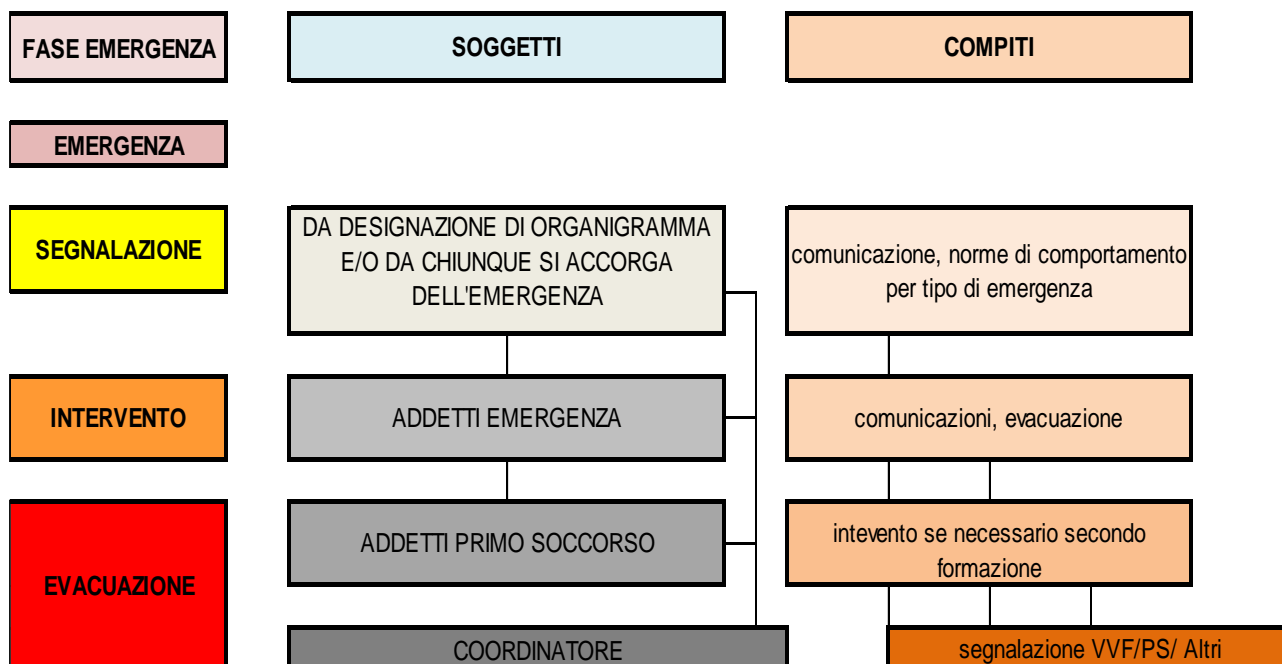 FASE EMERGENZA
SOGGETTI
COMPITI
EMERGENZA
SEGNALAZIONE
DA DESIGNAZIONE DI ORGANIGRAMMA
E/O DA CHIUNQUE SI ACCORGA
DELL'EMERGENZA
comunicazione, norme di comportamento
per tipo di emergenza
INTERVENTO
ADDETTI EMERGENZA
comunicazioni, evacuazione
EVACUAZIONE
ADDETTI PRIMO SOCCORSO
intevento se necessario secondo
formazione
COORDINATORE
segnalazione VVF/PS/ Altri